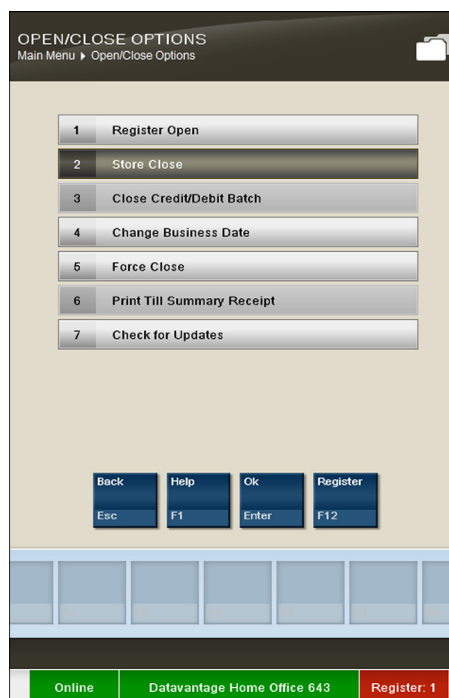 OPEN/CLOSE OPTIONS
Main Menu ▸ Open/Close Options
1 Register Open
2 Store Close
3 Close Credit/Debit Batch
4 Change Business Date
5 Force Close
6 Print Till Summary Receipt
7 Check for Updates
Back Help Ok Register
Esc F1 Enter F12
Online Datavantage Home Office 643 Register: 1